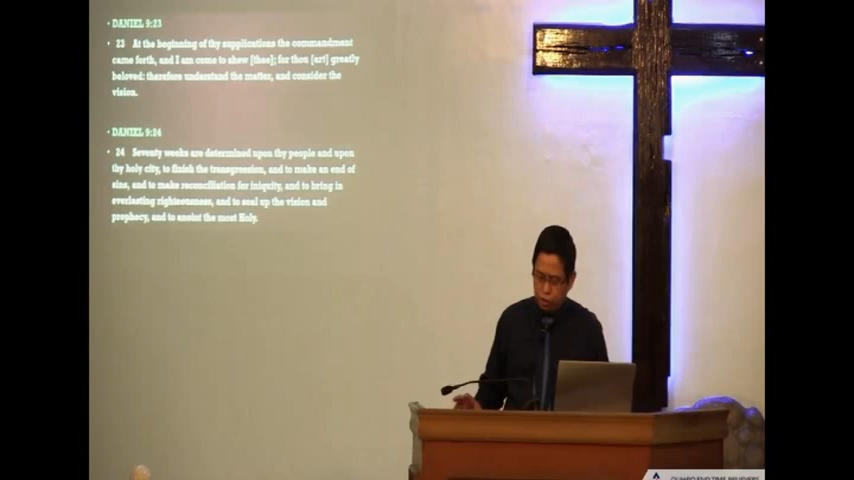 • DANIEL 9:23
• 23 At the beginning of thy supplications the commandment
came forth, and I am come to shew [thee]; for thou [art] greatly
beloved: therefore understand the matter, and consider the
vision.
• DANIEL 9:24
• 24 Seventy weeks are determined upon thy people and upon
thy holy city, to finish the transgression, and to make an end of
sins, and to make reconciliation for iniquity, and to bring in
everlasting righteousness, and to seal up the vision and
prophecy, and to anoint the most Holy.
END TIME BELIEVERS